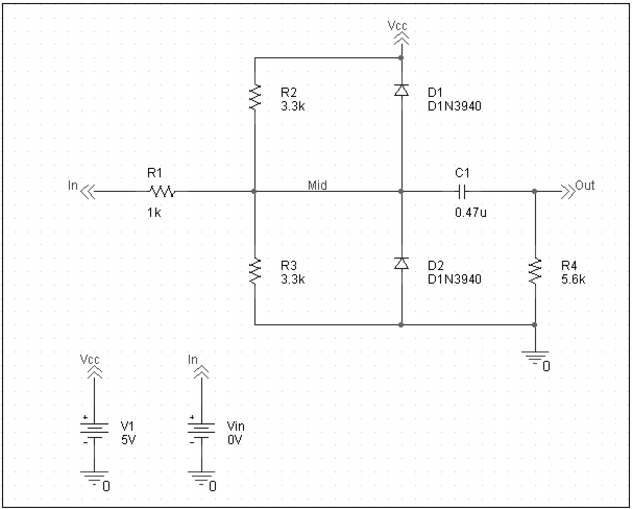 Vcc
R2
3.3k
D1
D1N3940
In
R1
1k
Mid
C1
0.47u
Out
R3
3.3k
D2
D1N3940
R4
5.6k
0
Vcc
In
+
V1
5V
-
0
+
Vin
0V
-
0